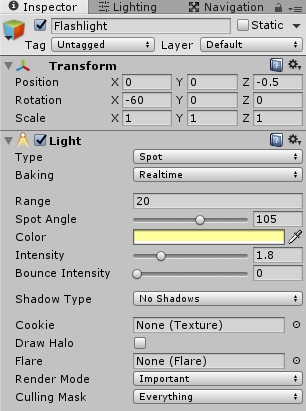 Inspector Lighting Navigation
Flashlight Static
Tag Untagged Layer Default
Transform
Position X 0 Y 0 Z -0.5
Rotation X -60 Y 0 Z 0
Scale X 1 Y 1 Z 1
Light
Type Spot
Baking Realtime
Range 20
Spot Angle 105
Color
Intensity 1.8
Bounce Intensity 0
Shadow Type No Shadows
Cookie None (Texture)
Draw Halo
Flare None (Flare)
Render Mode Important
Culling Mask Everything